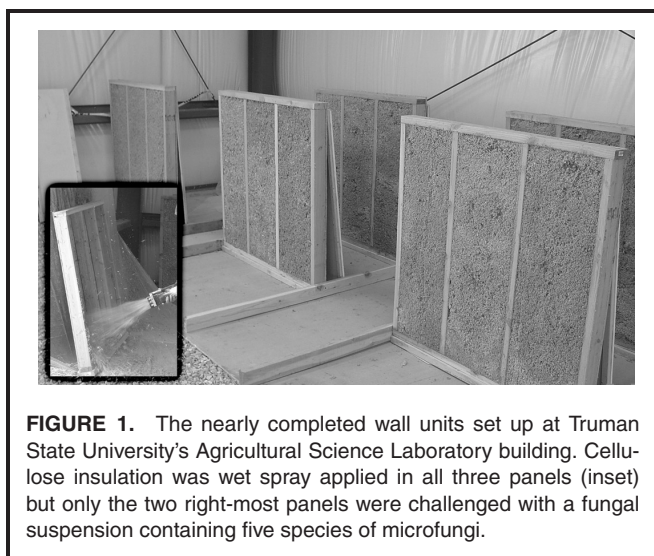 FIGURE 1. The nearly completed wall units set up at Truman
State University's Agricultural Science Laboratory building. Cellu-
lose insulation was wet spray applied in all three panels (inset)
but only the two right-most panels were challenged with a fungal
suspension containing five species of microfungi.